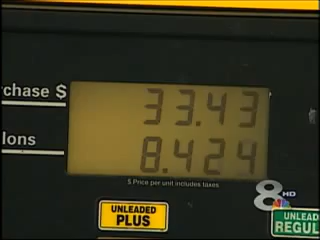 rchase $ 33.43
lons 8.424
$ Price per unit includes taxes
UNLEADED
PLUS
8 HD
UNLEAD
REGUL